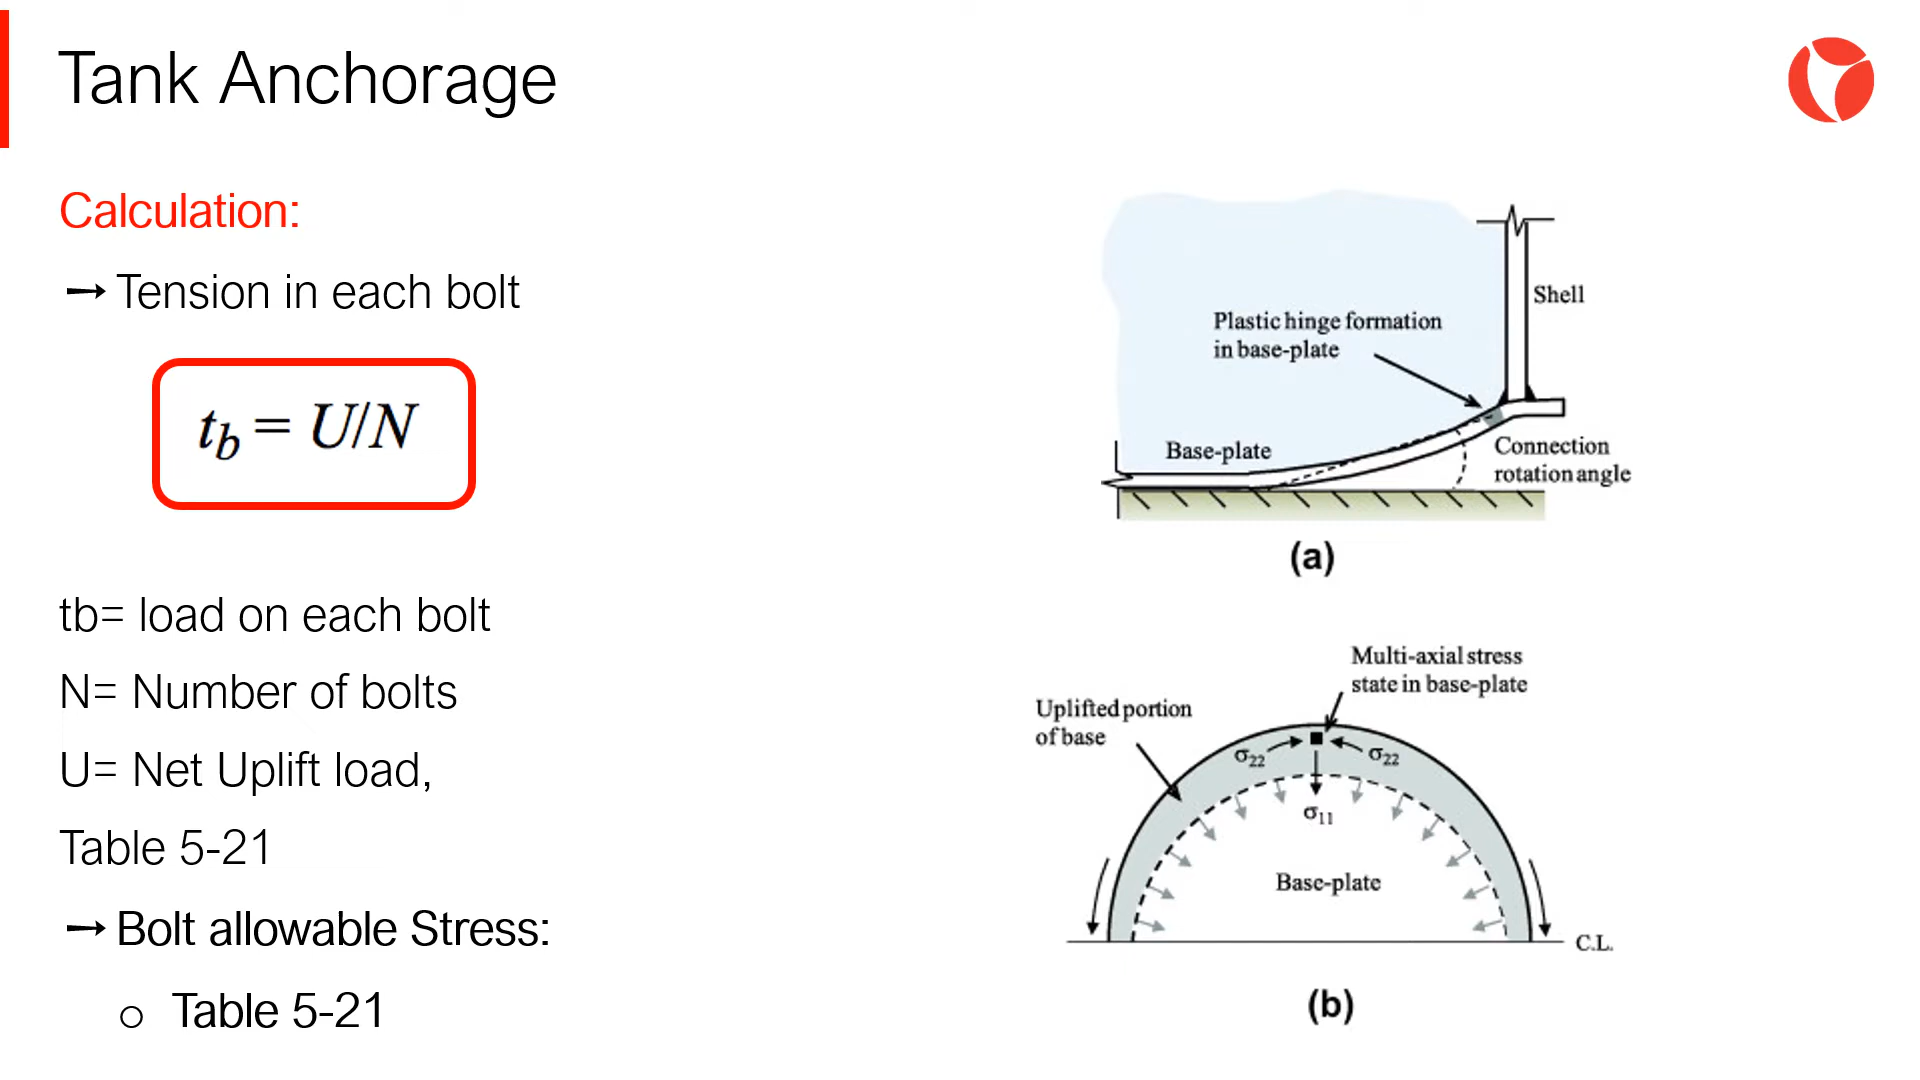 Tank Anchorage
Calculation:
→ Tension in each bolt
t_b = U/N
tb= load on each bolt
N= Number of bolts
U= Net Uplift load,
Table 5-21
→ Bolt allowable Stress:
o Table 5-21
Shell
Plastic hinge formation
in base-plate
Base-plate
Connection
rotation angle
(a)
Multi-axial stress
state in base-plate
Uplifted portion
of base
σ22
σ22
σ11
Base-plate
C.L.
(b)